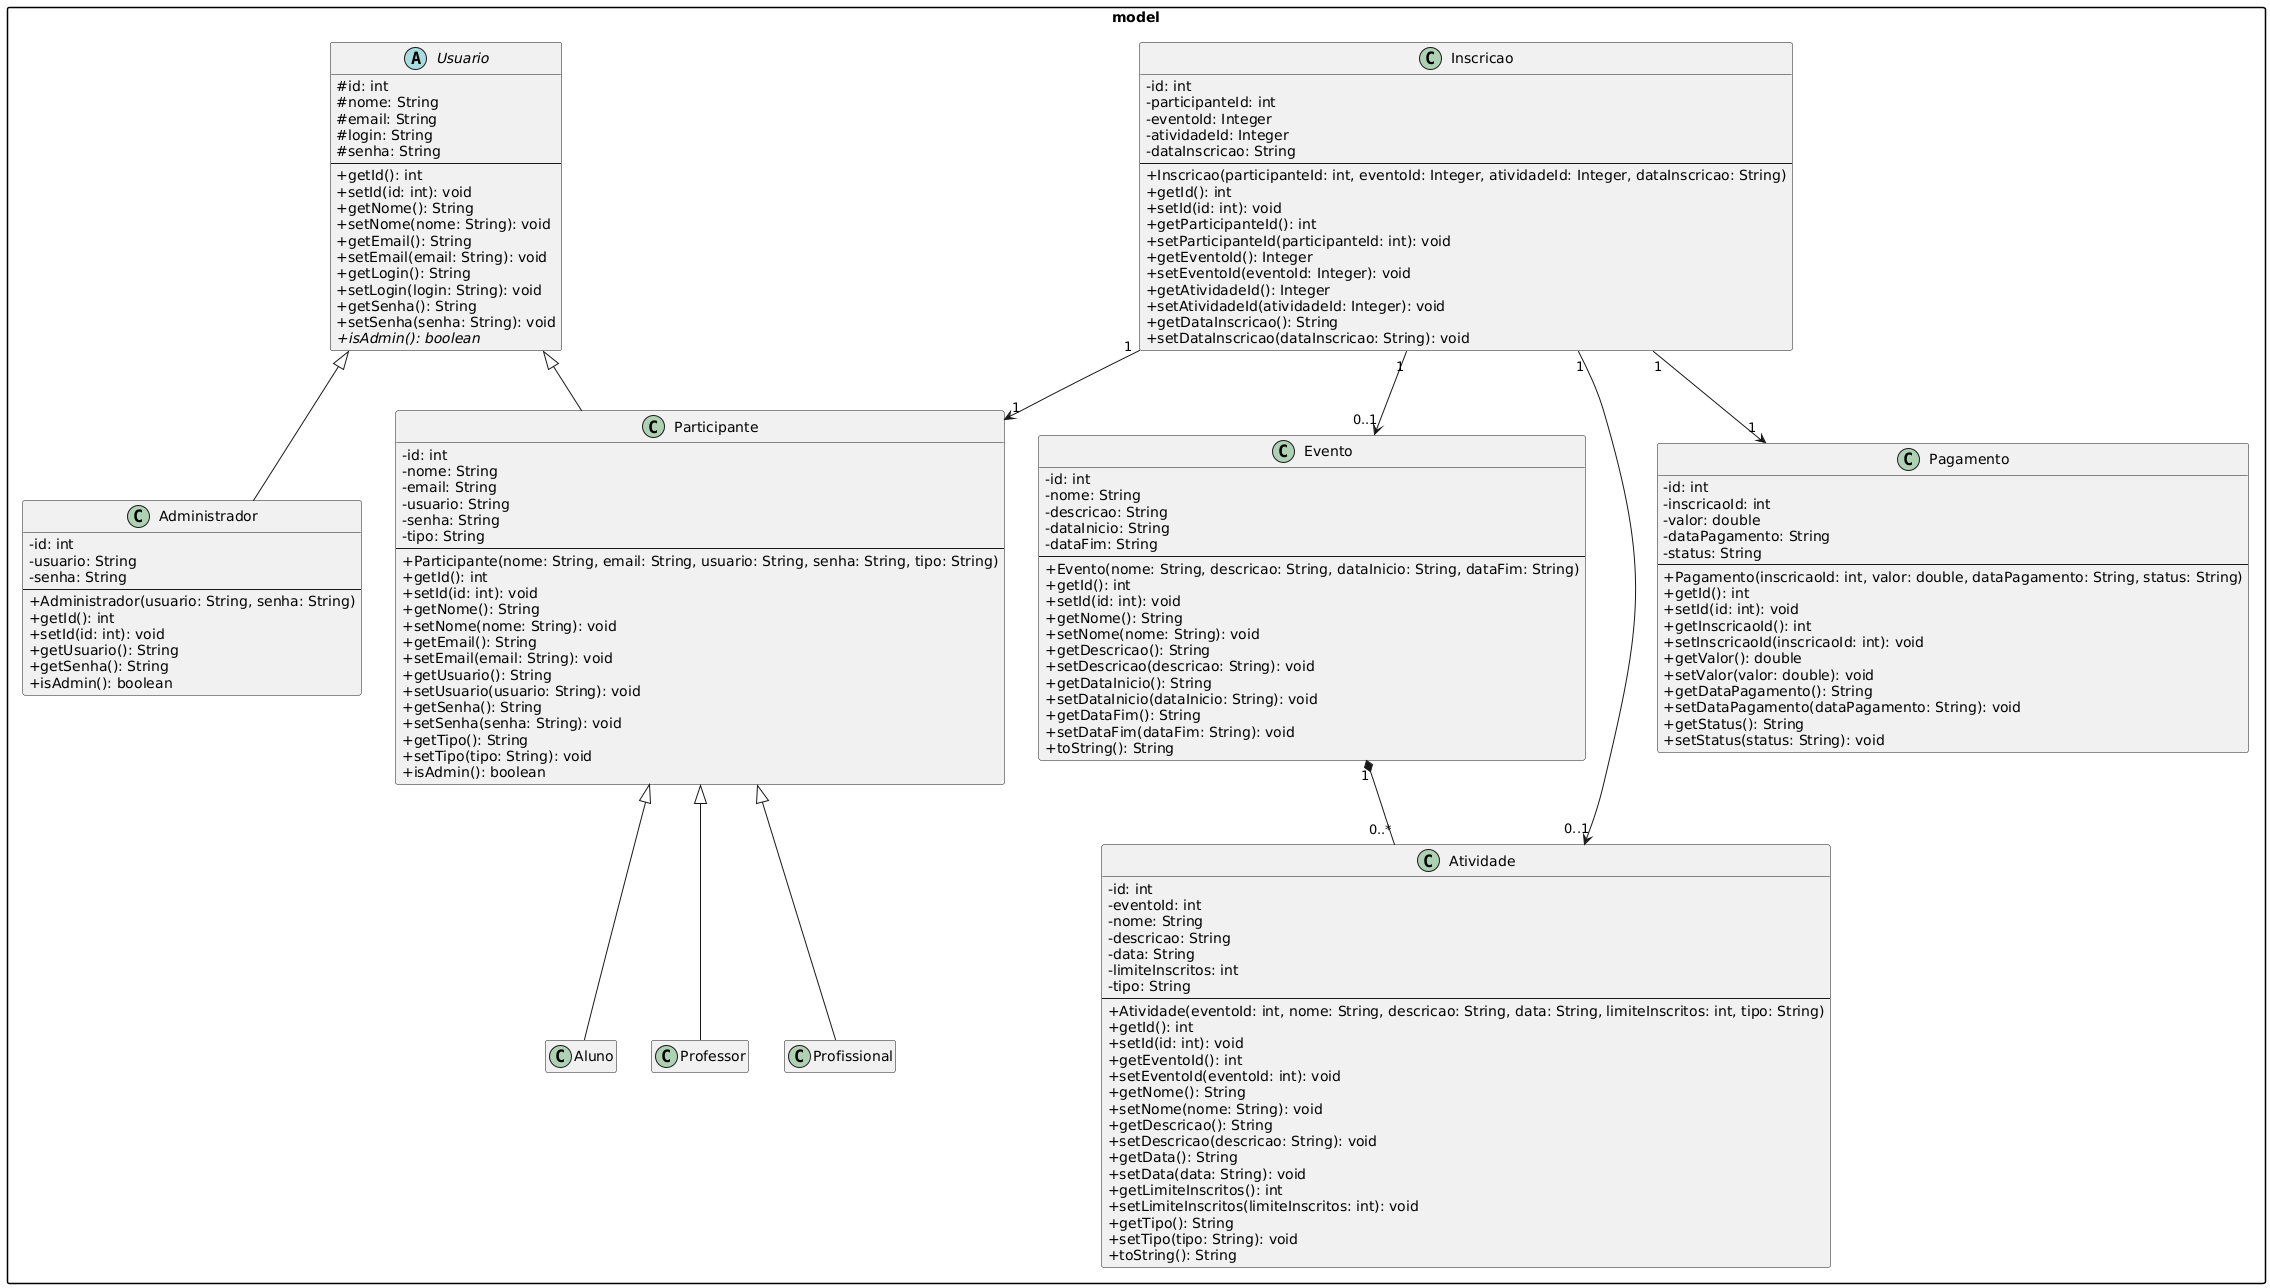 model
A Usuario
#id: int
#nome: String
#email: String
#login: String
#senha: String
+getId(): int
+setId(id: int): void
+getNome(): String
+setNome(nome: String): void
+getEmail(): String
+setEmail(email: String): void
+getLogin(): String
+setLogin(login: String): void
+getSenha(): String
+setSenha(senha: String): void
+isAdmin(): boolean
C Inscricao
-id: int
-participanteId: int
-eventoId: Integer
-atividadeId: Integer
-dataInscricao: String
+Inscricao(participanteId: int, eventoId: Integer, atividadeId: Integer, dataInscricao: String)
+getId(): int
+setId(id: int): void
+getParticipanteId(): int
+setParticipanteId(participanteId: int): void
+getEventoId(): Integer
+setEventoId(eventoId: Integer): void
+getAtividadeId(): Integer
+setAtividadeId(atividadeId: Integer): void
+getDataInscricao(): String
+setDataInscricao(dataInscricao: String): void
1
1
1
1
1
0..1
1
C Administrador
-id: int
-usuario: String
-senha: String
+Administrador(usuario: String, senha: String)
+getId(): int
+setId(id: int): void
+getUsuario(): String
+getSenha(): String
+isAdmin(): boolean
C Participante
-id: int
-nome: String
-email: String
-usuario: String
-senha: String
-tipo: String
+Participante(nome: String, email: String, usuario: String, senha: String, tipo: String)
+getId(): int
+setId(id: int): void
+getNome(): String
+setNome(nome: String): void
+getEmail(): String
+setEmail(email: String): void
+getUsuario(): String
+setUsuario(usuario: String): void
+getSenha(): String
+setSenha(senha: String): void
+getTipo(): String
+setTipo(tipo: String): void
+isAdmin(): boolean
C Evento
-id: int
-nome: String
-descricao: String
-dataInicio: String
-dataFim: String
+Evento(nome: String, descricao: String, dataInicio: String, dataFim: String)
+getId(): int
+setId(id: int): void
+getNome(): String
+setNome(nome: String): void
+getDescricao(): String
+setDescricao(descricao: String): void
+getDataInicio(): String
+setDataInicio(dataInicio: String): void
+getDataFim(): String
+setDataFim(dataFim: String): void
+toString(): String
C Pagamento
-id: int
-inscricaoId: int
-valor: double
-dataPagamento: String
-status: String
+Pagamento(inscricaoId: int, valor: double, dataPagamento: String, status: String)
+getId(): int
+setId(id: int): void
+getInscricaoId(): int
+setInscricaoId(inscricaoId: int): void
+getValor(): double
+setValor(valor: double): void
+getDataPagamento(): String
+setDataPagamento(dataPagamento: String): void
+getStatus(): String
+setStatus(status: String): void
1
0..*
0..1
C Aluno
C Professor
C Profissional
C Atividade
-id: int
-eventoId: int
-nome: String
-descricao: String
-data: String
-limiteInscritos: int
-tipo: String
+Atividade(eventoId: int, nome: String, descricao: String, data: String, limiteInscritos: int, tipo: String)
+getId(): int
+setId(id: int): void
+getEventoId(): int
+setEventoId(eventoId: int): void
+getNome(): String
+setNome(nome: String): void
+getDescricao(): String
+setDescricao(descricao: String): void
+getData(): String
+setData(data: String): void
+getLimiteInscritos(): int
+setLimiteInscritos(limiteInscritos: int): void
+getTipo(): String
+setTipo(tipo: String): void
+toString(): String